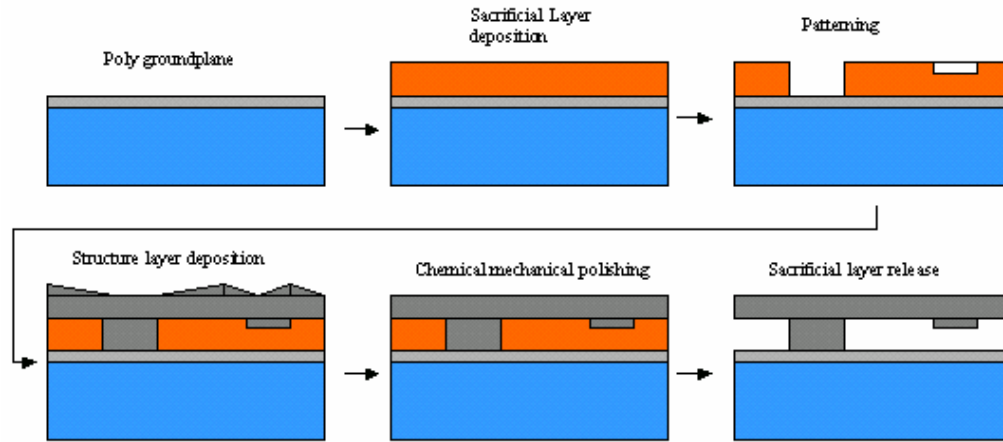 Poly groundplane
Sacrificial Layer
deposition
Patterning
Structure layer deposition
Chemical mechanical polishing
Sacrificial layer release